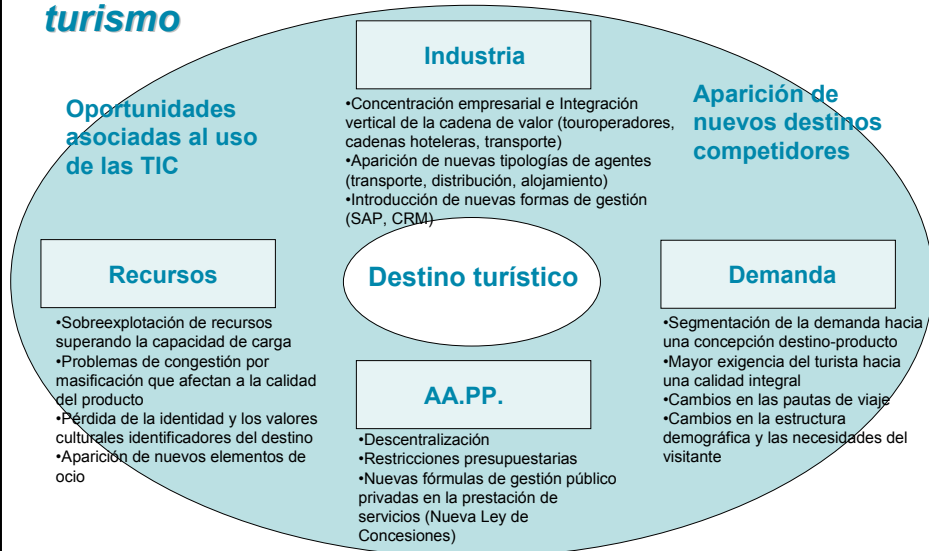 turismo
Industria
Oportunidades
asociadas al uso
de las TIC
•Concentración empresarial e Integración
vertical de la cadena de valor (touroperadores,
cadenas hoteleras, transporte)
•Aparición de nuevas tipologías de agentes
(transporte, distribución, alojamiento)
•Introducción de nuevas formas de gestión
(SAP, CRM)
Aparición de
nuevos destinos
competidores
Recursos
Destino turístico
Demanda
•Sobreexplotación de recursos
superando la capacidad de carga
•Problemas de congestión por
masificación que afectan a la calidad
del producto
•Pérdida de la identidad y los valores
culturales identificadores del destino
•Aparición de nuevos elementos de
ocio
AA.PP.
•Descentralización
•Restricciones presupuestarias
•Nuevas fórmulas de gestión público
privadas en la prestación de
servicios (Nueva Ley de
Concesiones)
•Segmentación de la demanda hacia
una concepción destino-producto
•Mayor exigencia del turista hacia
una calidad integral
•Cambios en las pautas de viaje
•Cambios en la estructura
demográfica y las necesidades del
visitante